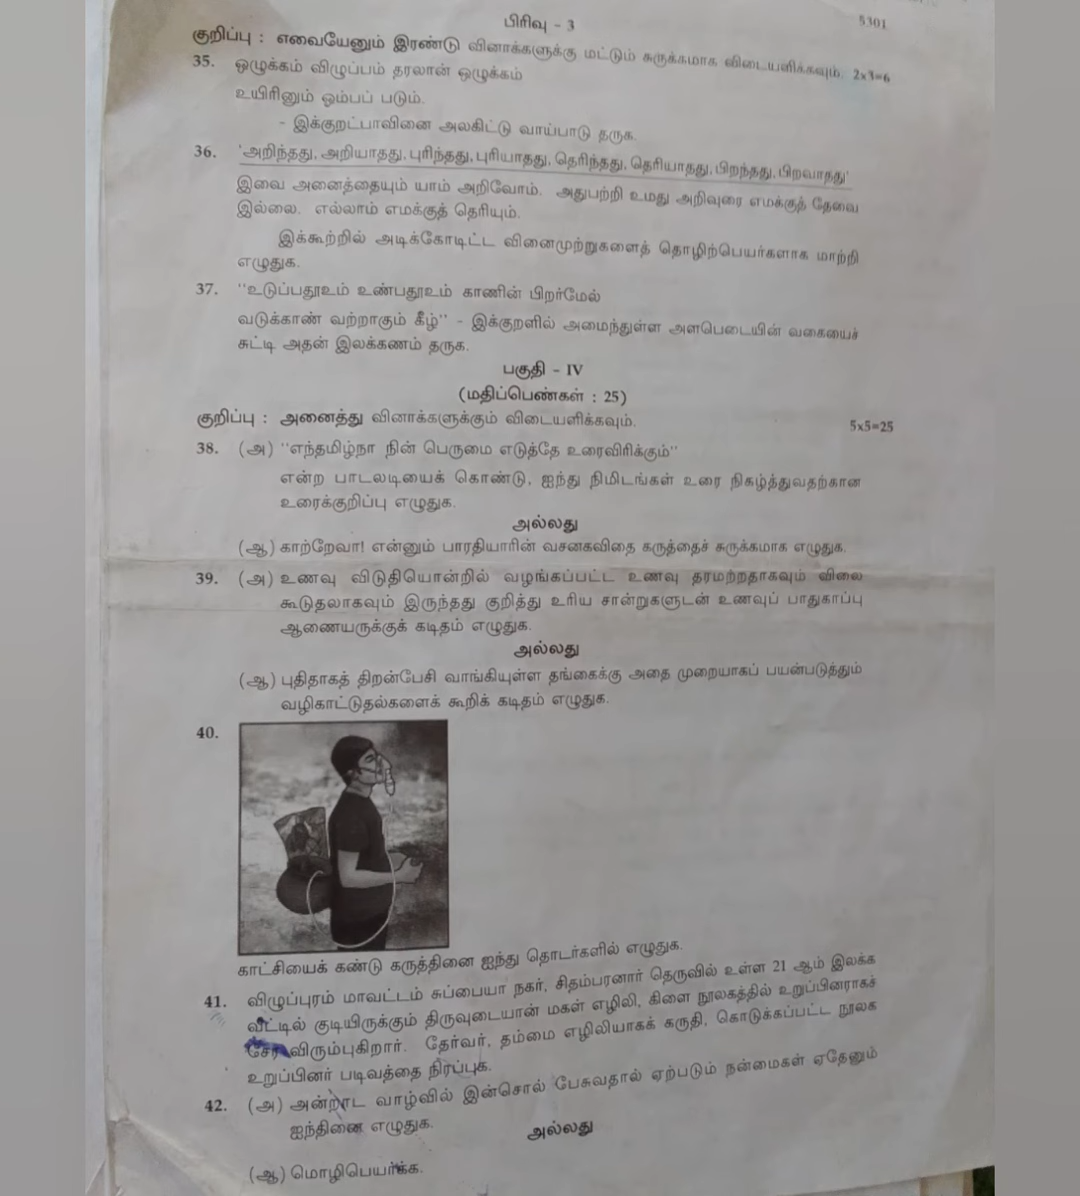 பிரிவு - 3
5301
குறிப்பு : எவையேனும் இரண்டு வினாக்களுக்கு மட்டும் சுருக்கமாக விடையளிக்கவும். 2x3=6
35. ஒழுக்கம் விழுப்பம் தரலான் ஒழுக்கம்
உயிரினும் ஓம்பப் படும்.
- இக்குறட்பாவினை அலகிட்டு வாய்பாடு தருக.
36. 'அறிந்தது, அறியாதது, புரிந்தது, புரியாதது, தெரிந்தது, தெரியாதது, பிறந்தது, பிறவாதது'
இவை அனைத்தையும் யாம் அறிவோம். அதுபற்றி உமது அறிவுரை எமக்குத் தேவை
இல்லை. எல்லாம் எமக்குத் தெரியும்.
இக்கூற்றில் அடிக்கோடிட்ட வினைமுற்றுகளைத் தொழிற்பெயர்களாக மாற்றி
எழுதுக.
37. "உடுப்பதூஉம் உண்பதூஉம் காணின் பிறர்மேல்
வடுக்காண் வற்றாகும் கீழ்" - இக்குறளில் அமைந்துள்ள அளபெடையின் வகையைச்
சுட்டி அதன் இலக்கணம் தருக.
பகுதி - IV
(மதிப்பெண்கள் : 25)
குறிப்பு : அனைத்து வினாக்களுக்கும் விடையளிக்கவும். 5x5=25
38. (அ) "எந்தமிழ்நா நின் பெருமை எடுத்தே உரைவிரிக்கும்"
என்ற பாடலடியைக் கொண்டு, ஐந்து நிமிடங்கள் உரை நிகழ்த்துவதற்கான
உரைக்குறிப்பு எழுதுக.
அல்லது
(ஆ) காற்றேவா! என்னும் பாரதியாரின் வசனகவிதை கருத்தைச் சுருக்கமாக எழுதுக.
39. (அ) உணவு விடுதியொன்றில் வழங்கப்பட்ட உணவு தரமற்றதாகவும் விலை
கூடுதலாகவும் இருந்தது குறித்து உரிய சான்றுகளுடன் உணவுப் பாதுகாப்பு
ஆணையருக்குக் கடிதம் எழுதுக.
அல்லது
(ஆ) புதிதாகத் திறன்பேசி வாங்கியுள்ள தங்கைக்கு அதை முறையாகப் பயன்படுத்தும்
வழிகாட்டுதல்களைக் கூறிக் கடிதம் எழுதுக.
40.
காட்சியைக் கண்டு கருத்தினை ஐந்து தொடர்களில் எழுதுக.
41. விழுப்புரம் மாவட்டம் சுப்பையா நகர், சிதம்பரனார் தெருவில் உள்ள 21 ஆம் இலக்க
வீட்டில் குடியிருக்கும் திருவுடையான் மகள் எழிலி, கிளை நூலகத்தில் உறுப்பினராகச்
சேர விரும்புகிறார். தேர்வர், தம்மை எழிலியாகக் கருதி, கொடுக்கப்பட்ட நூலக
உறுப்பினர் படிவத்தை நிரப்புக.
42. (அ) அன்றாட வாழ்வில் இன்சொல் பேசுவதால் ஏற்படும் நன்மைகள் ஏதேனும்
ஐந்தினை எழுதுக.
அல்லது
(ஆ) மொழிபெயர்க்க.